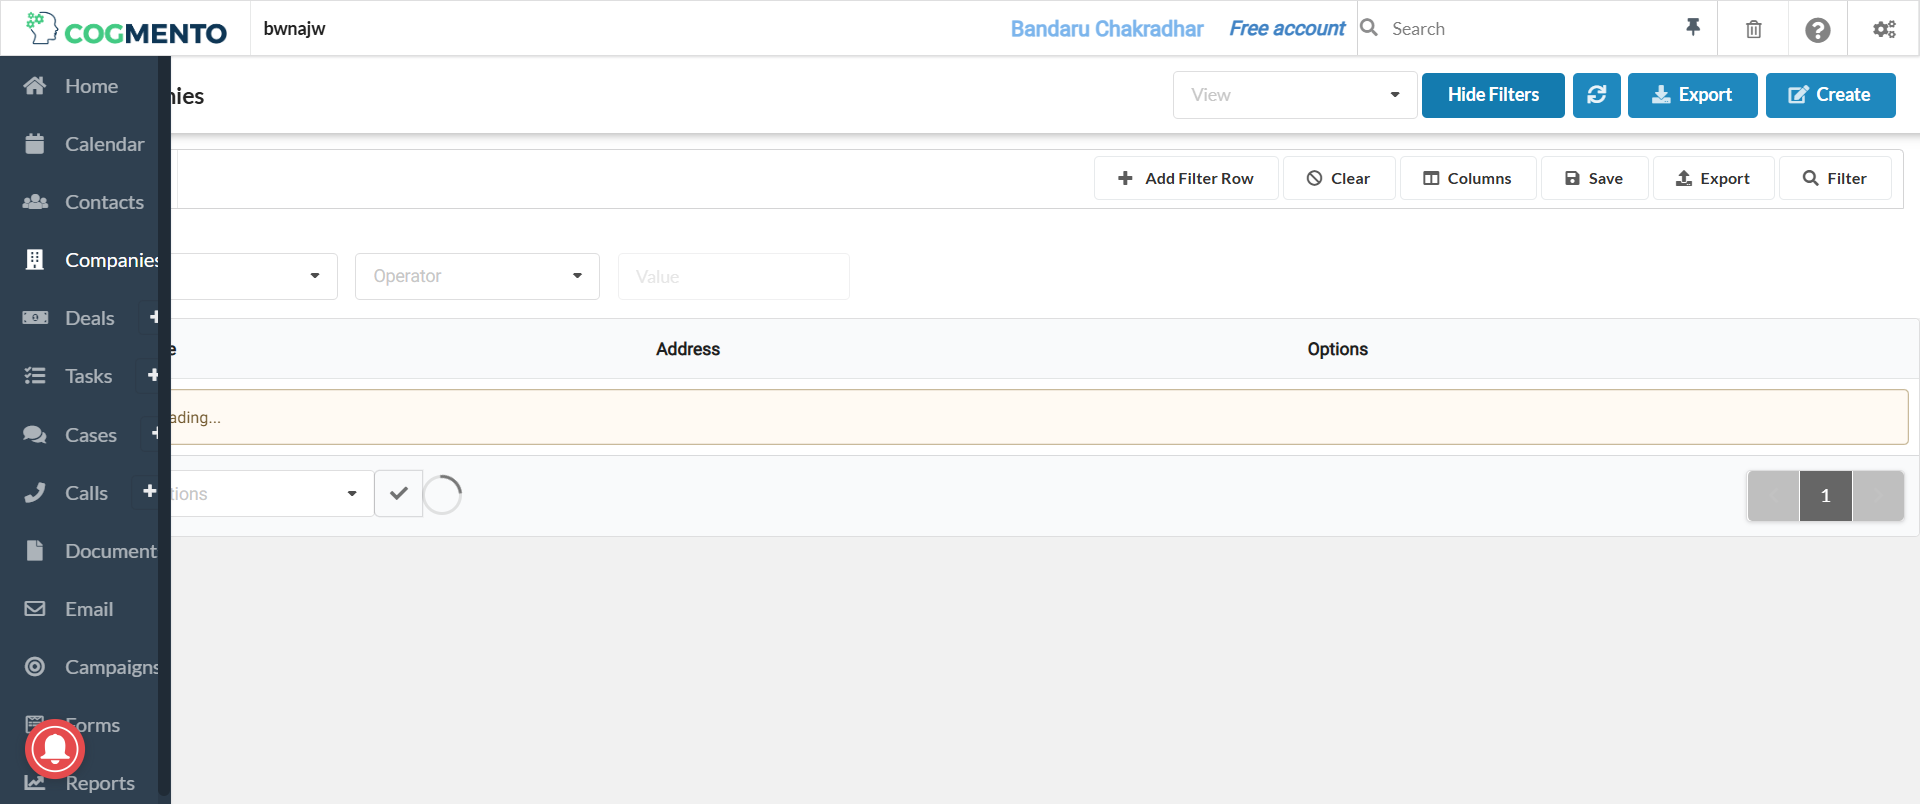 COGMENTO
bwnajw
Bandaru Chakradhar
Free account
Search
Home
Calendar
Contacts
Companies
Deals
Tasks
Cases
Calls
Document
Email
Campaigns
Forms
Reports
nies
View
Hide Filters
Export
Create
Add Filter Row
Clear
Columns
Save
Export
Filter
Operator
Value
e
Address
Options
ading...
tions
1